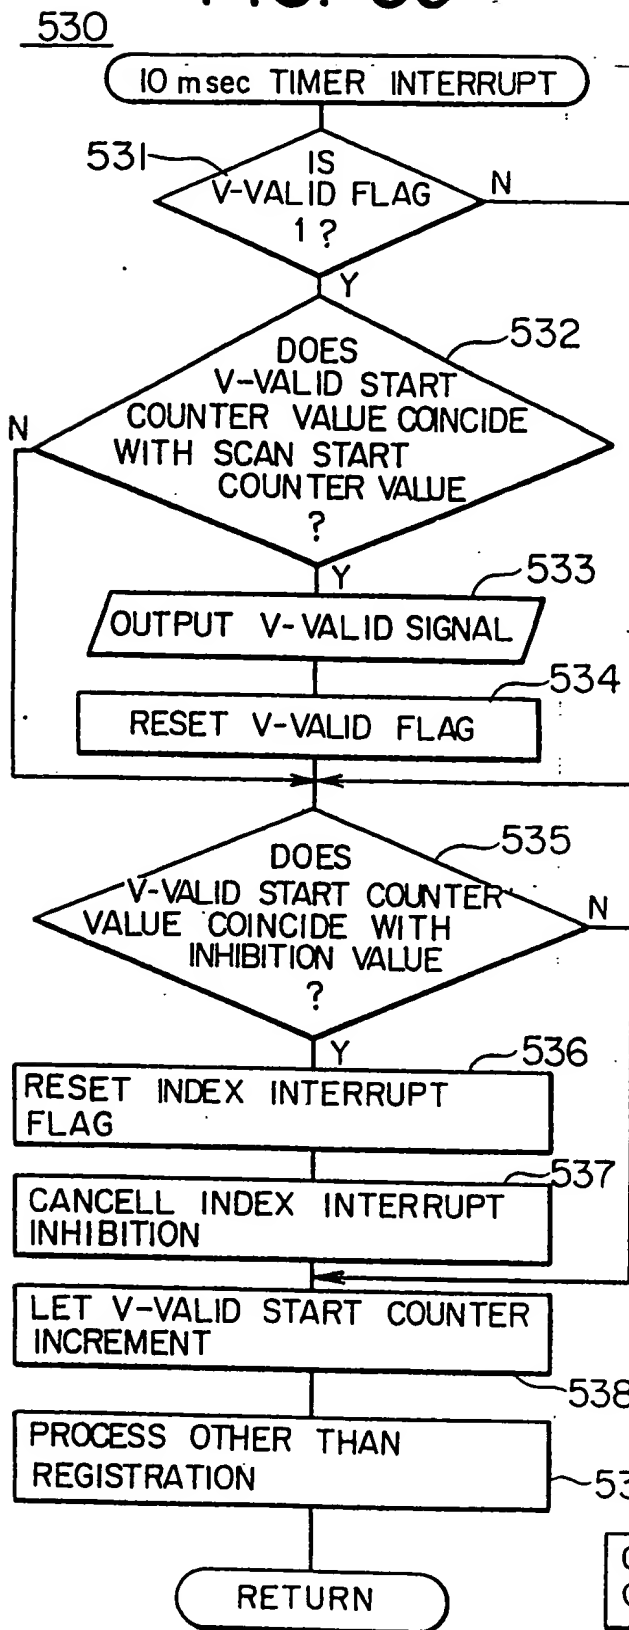 530
10 msec TIMER INTERRUPT
531
IS
V-VALID FLAG
1 ?
N
Y
532
DOES
V-VALID START
COUNTER VALUE COINCIDE
WITH SCAN START
COUNTER VALUE
?
N
Y
533
OUTPUT V-VALID SIGNAL
534
RESET V-VALID FLAG
535
DOES
V-VALID START COUNTER
VALUE COINCIDE WITH
INHIBITION VALUE
?
N
Y
536
RESET INDEX INTERRUPT
FLAG
537
CANCELL INDEX INTERRUPT
INHIBITION
LET V-VALID START COUNTER
INCREMENT
538
PROCESS OTHER THAN
REGISTRATION
RETURN